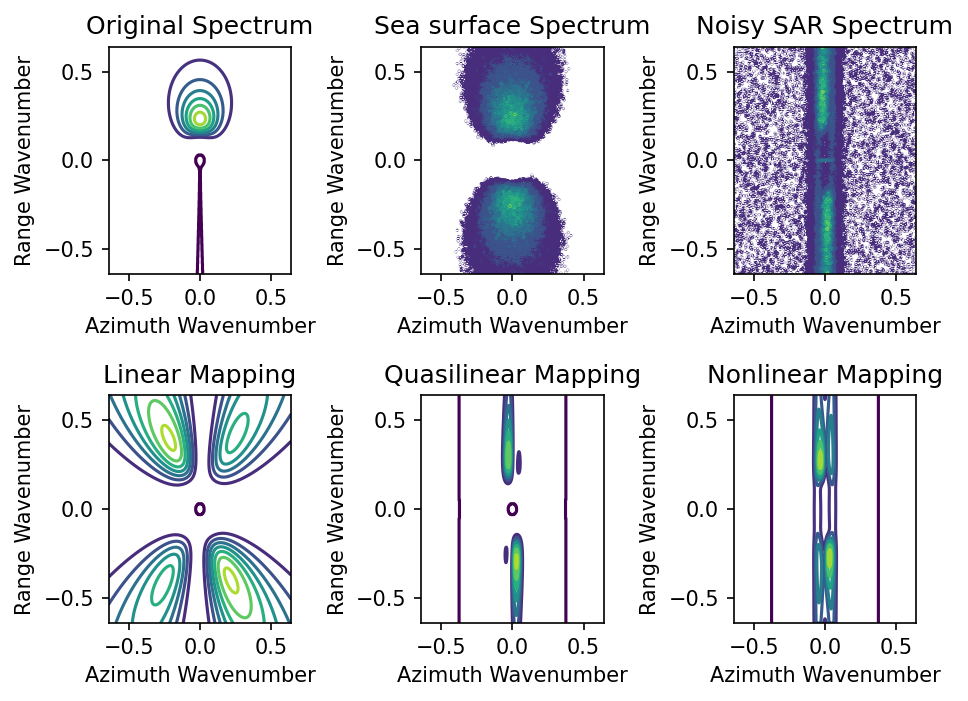 Original Spectrum
Sea surface Spectrum
Noisy SAR Spectrum
Range Wavenumber
0.5
0.0
−0.5
−0.5
0.0
0.5
Azimuth Wavenumber
Range Wavenumber
0.5
0.0
−0.5
−0.5
0.0
0.5
Azimuth Wavenumber
Range Wavenumber
0.5
0.0
−0.5
−0.5
0.0
0.5
Azimuth Wavenumber
Linear Mapping
Quasilinear Mapping
Nonlinear Mapping
Range Wavenumber
0.5
0.0
−0.5
−0.5
0.0
0.5
Azimuth Wavenumber
Range Wavenumber
0.5
0.0
−0.5
−0.5
0.0
0.5
Azimuth Wavenumber
Range Wavenumber
0.5
0.0
−0.5
−0.5
0.0
0.5
Azimuth Wavenumber